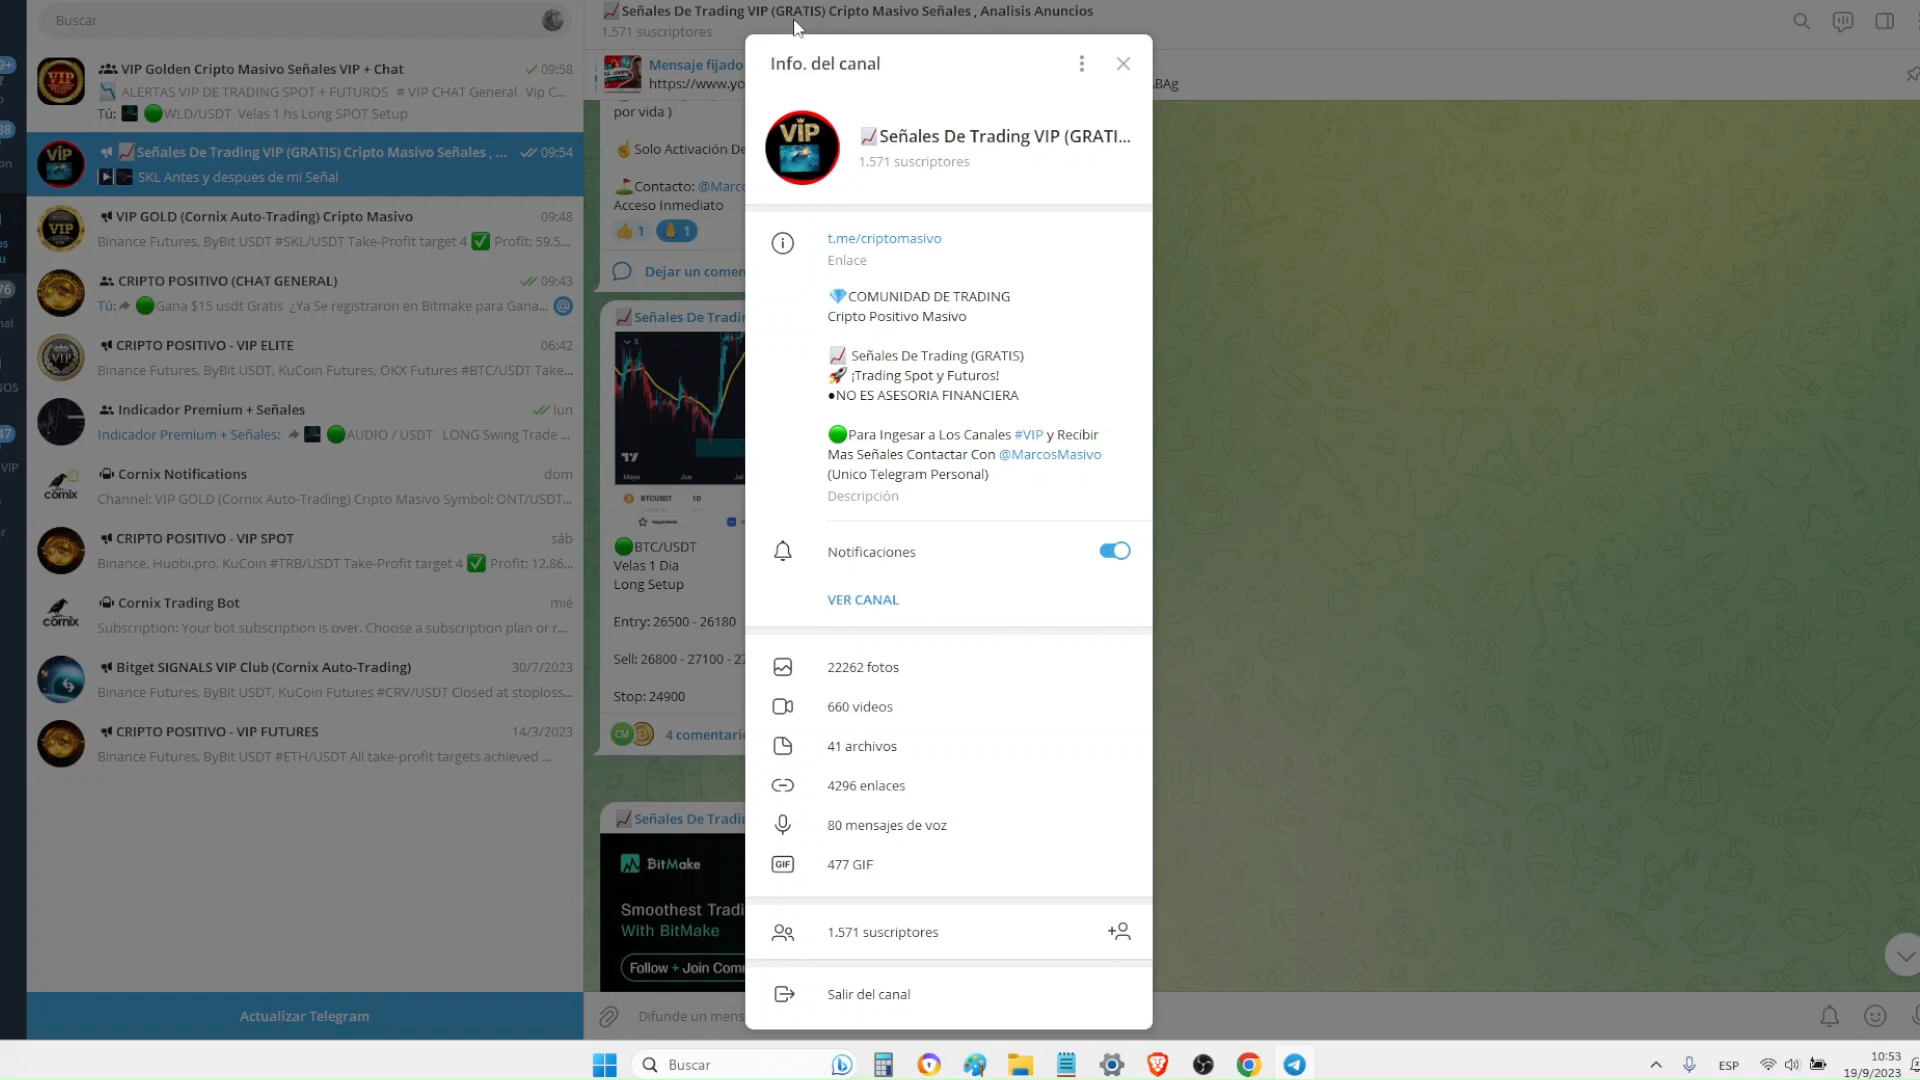 Buscar
VIP Golden Cripto Masivo Señales VIP + Chat
09:58
ALERTAS VIP DE TRADING SPOT + FUTUROS # VIP CHAT General Vip C...
Tú: WLD/USDT Velas 1 hs Long SPOT Setup
Señales De Trading VIP (GRATIS) Cripto Masivo Señales , ...
09:54
SKL Antes y despues de mi Señal
VIP GOLD (Cornix Auto-Trading) Cripto Masivo
09:48
Binance Futures, ByBit USDT #SKL/USDT Take-Profit target 4 ✅ Profit: 59.5...
CRIPTO POSITIVO (CHAT GENERAL)
09:43
Tú: Gana $15 usdt Gratis ¿Ya Se registraron en Bitmake para Gana...
CRIPTO POSITIVO - VIP ELITE
06:42
Binance Futures, ByBit USDT, KuCoin Futures, OKX Futures #BTC/USDT Take...
Indicador Premium + Señales
lun
Indicador Premium + Señales: AUDIO / USDT LONG Swing Trade ...
Cornix Notifications
dom
Channel: VIP GOLD (Cornix Auto-Trading) Cripto Masivo Symbol: ONT/USDT...
CRIPTO POSITIVO - VIP SPOT
sáb
Binance, Huobi.pro, KuCoin #TRB/USDT Take-Profit target 4 ✅ Profit: 12.86...
Cornix Trading Bot
mié
Subscription: Your bot subscription is over. Choose a subscription plan or r...
Bitget SIGNALS VIP Club (Cornix Auto-Trading)
30/7/2023
Binance Futures, ByBit USDT, KuCoin Futures #CRV/USDT Closed at stoploss...
CRIPTO POSITIVO - VIP FUTURES
14/3/2023
Binance Futures, ByBit USDT #ETH/USDT All take-profit targets achieved ...
Actualizar Telegram
📈Señales De Trading VIP (GRATIS) Cripto Masivo Señales , Analisis Anuncios
1.571 suscriptores
Mensaje fijado
https://www.yo
BAg
por vida )
Solo Activación De
Contacto: @Marco
Acceso Inmediato
1
1
Dejar un comen
Señales De Tradin
Mayo
Jun
BTCUSDT 1D
BTC/USDT
Velas 1 Dia
Long Setup
Entry: 26500 - 26180
Sell: 26800 - 27100 - 27
Stop: 24900
CM
4 comentario
Señales De Tradin
BitMake
Smoothest Tradi
With BitMake
Follow + Join Com
Difunde un mens
Info. del canal
VIP
📈Señales De Trading VIP (GRATI...
1.571 suscriptores
t.me/criptomasivo
Enlace
💎COMUNIDAD DE TRADING
Cripto Positivo Masivo
📈 Señales De Trading (GRATIS)
🚀 ¡Trading Spot y Futuros!
●NO ES ASESORIA FINANCIERA
🟢Para Ingesar a Los Canales #VIP y Recibir
Mas Señales Contactar Con @MarcosMasivo
(Unico Telegram Personal)
Descripción
Notificaciones
VER CANAL
22262 fotos
660 videos
41 archivos
4296 enlaces
80 mensajes de voz
GIF
477 GIF
1.571 suscriptores
Salir del canal
Buscar
ESP
10:53
19/9/2023